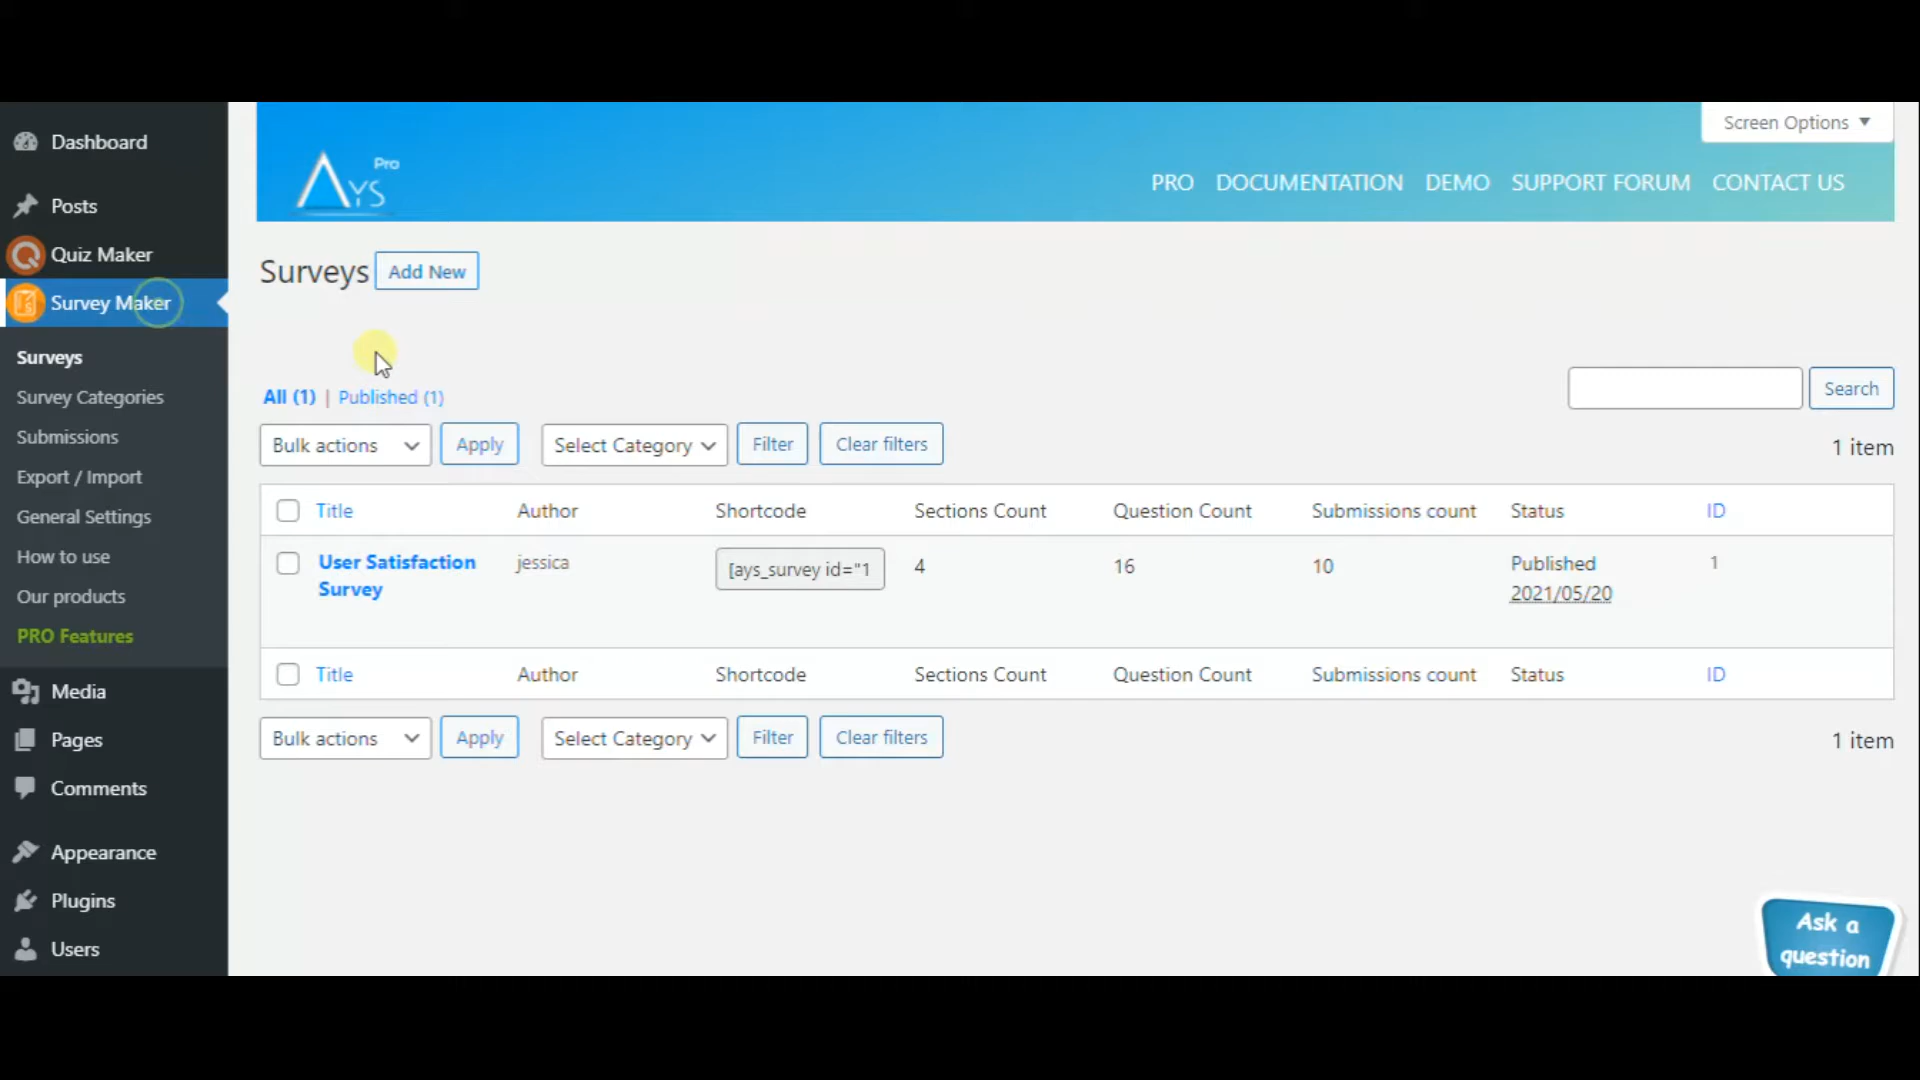 Screen Options
Pro
AYS
PRO DOCUMENTATION DEMO SUPPORT FORUM CONTACT US
Dashboard
Posts
Quiz Maker
Survey Maker
Surveys
Survey Categories
Submissions
Export / Import
General Settings
How to use
Our products
PRO Features
Media
Pages
Comments
Appearance
Plugins
Users
Surveys Add New
All (1) | Published (1)
Search
Bulk actions Apply Select Category Filter Clear filters
1 item
Title Author Shortcode Sections Count Question Count Submissions count Status ID
User Satisfaction
Survey
jessica
[ays_survey id="1
4
16
10
Published
2021/05/20
1
Title Author Shortcode Sections Count Question Count Submissions count Status ID
Bulk actions Apply Select Category Filter Clear filters
1 item
Ask a
question